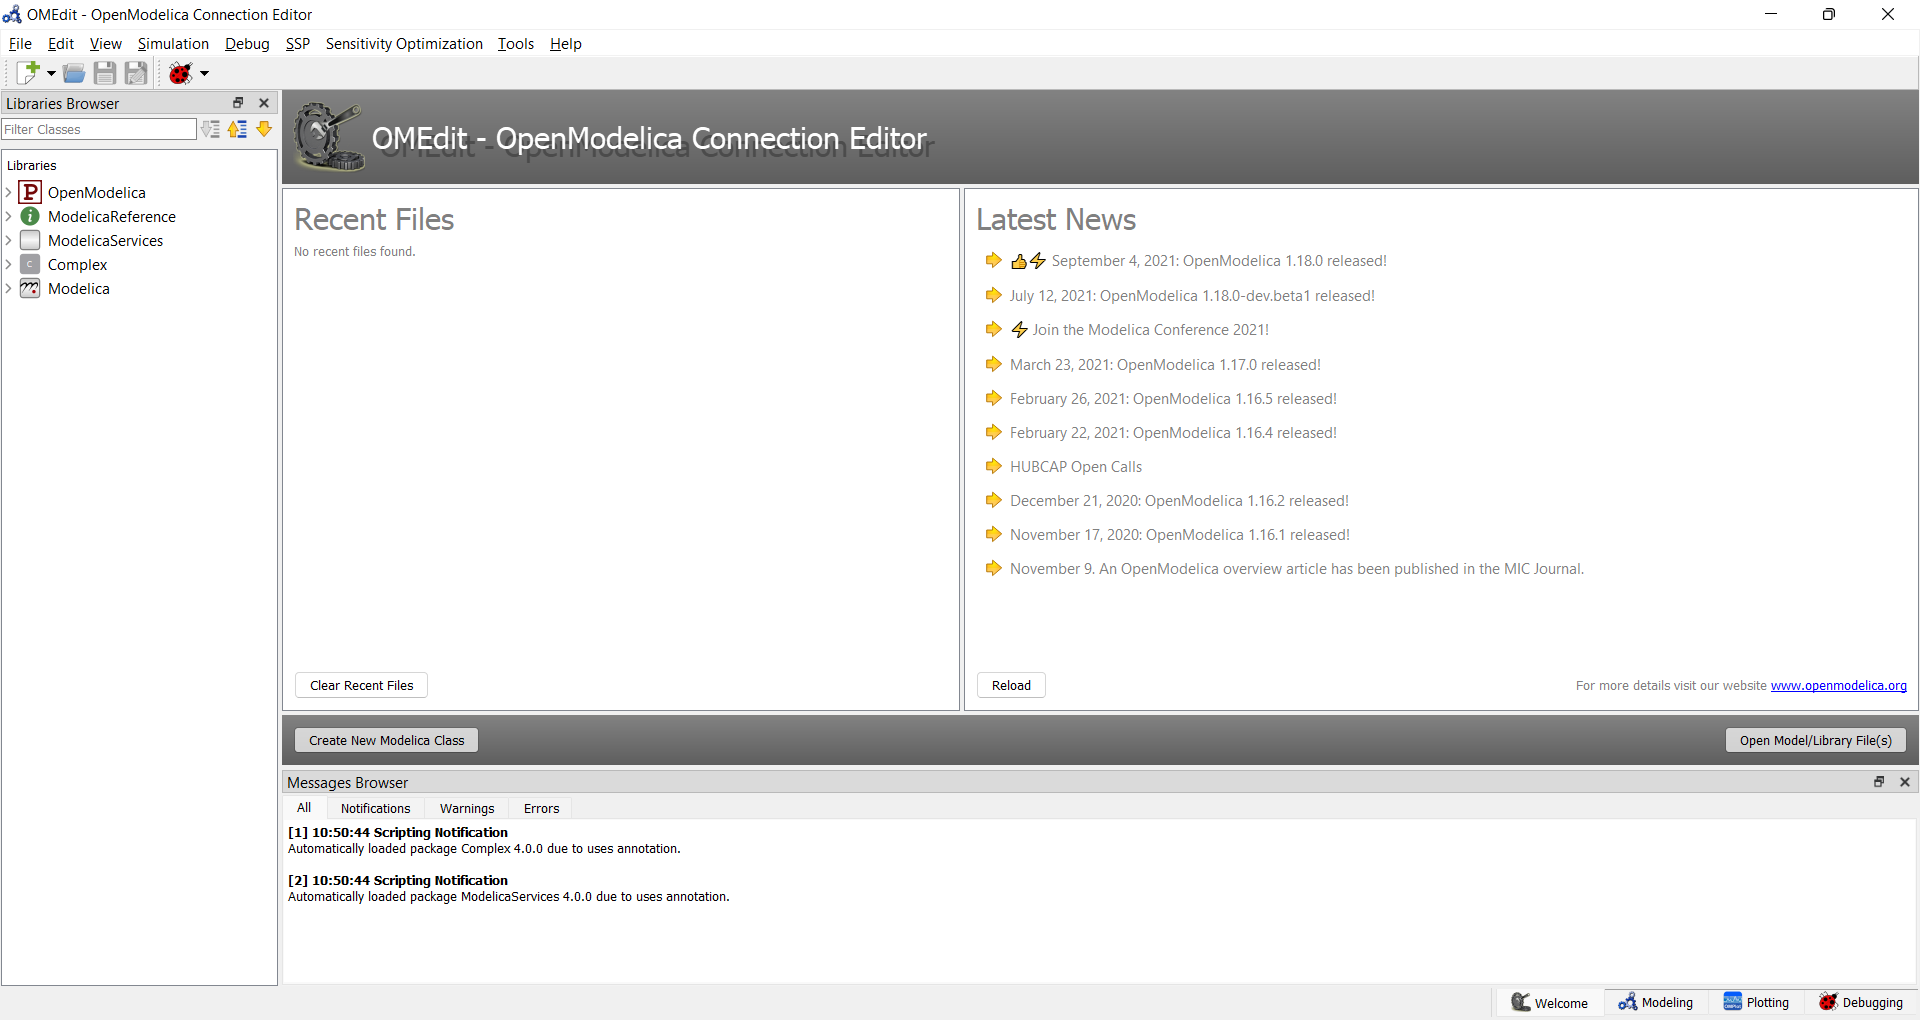 OMEdit - OpenModelica Connection Editor
File Edit View Simulation Debug SSP Sensitivity Optimization Tools Help
Libraries Browser
Filter Classes
Libraries
P OpenModelica
i ModelicaReference
ModelicaServices
C Complex
m Modelica
OMEdit - OpenModelica Connection Editor
Recent Files
No recent files found.
Clear Recent Files
Latest News
September 4, 2021: OpenModelica 1.18.0 released!
July 12, 2021: OpenModelica 1.18.0-dev.beta1 released!
Join the Modelica Conference 2021!
March 23, 2021: OpenModelica 1.17.0 released!
February 26, 2021: OpenModelica 1.16.5 released!
February 22, 2021: OpenModelica 1.16.4 released!
HUBCAP Open Calls
December 21, 2020: OpenModelica 1.16.2 released!
November 17, 2020: OpenModelica 1.16.1 released!
November 9. An OpenModelica overview article has been published in the MIC Journal.
Reload
For more details visit our website www.openmodelica.org
Create New Modelica Class
Open Model/Library File(s)
Messages Browser
All Notifications Warnings Errors
[1] 10:50:44 Scripting Notification
Automatically loaded package Complex 4.0.0 due to uses annotation.
[2] 10:50:44 Scripting Notification
Automatically loaded package ModelicaServices 4.0.0 due to uses annotation.
Welcome Modeling Plotting Debugging